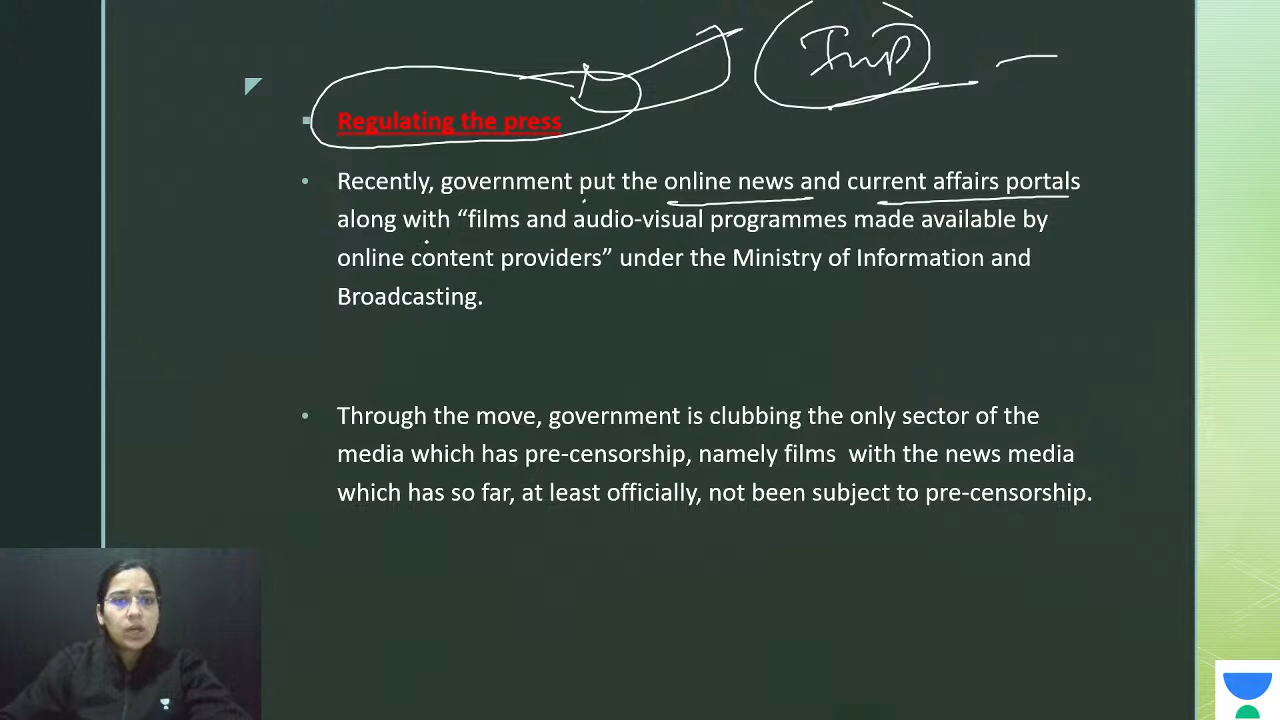 Imp
Regulating the press
Recently, government put the online news and current affairs portals
along with “films and audio-visual programmes made available by
online content providers” under the Ministry of Information and
Broadcasting.
Through the move, government is clubbing the only sector of the
media which has pre-censorship, namely films with the news media
which has so far, at least officially, not been subject to pre-censorship.